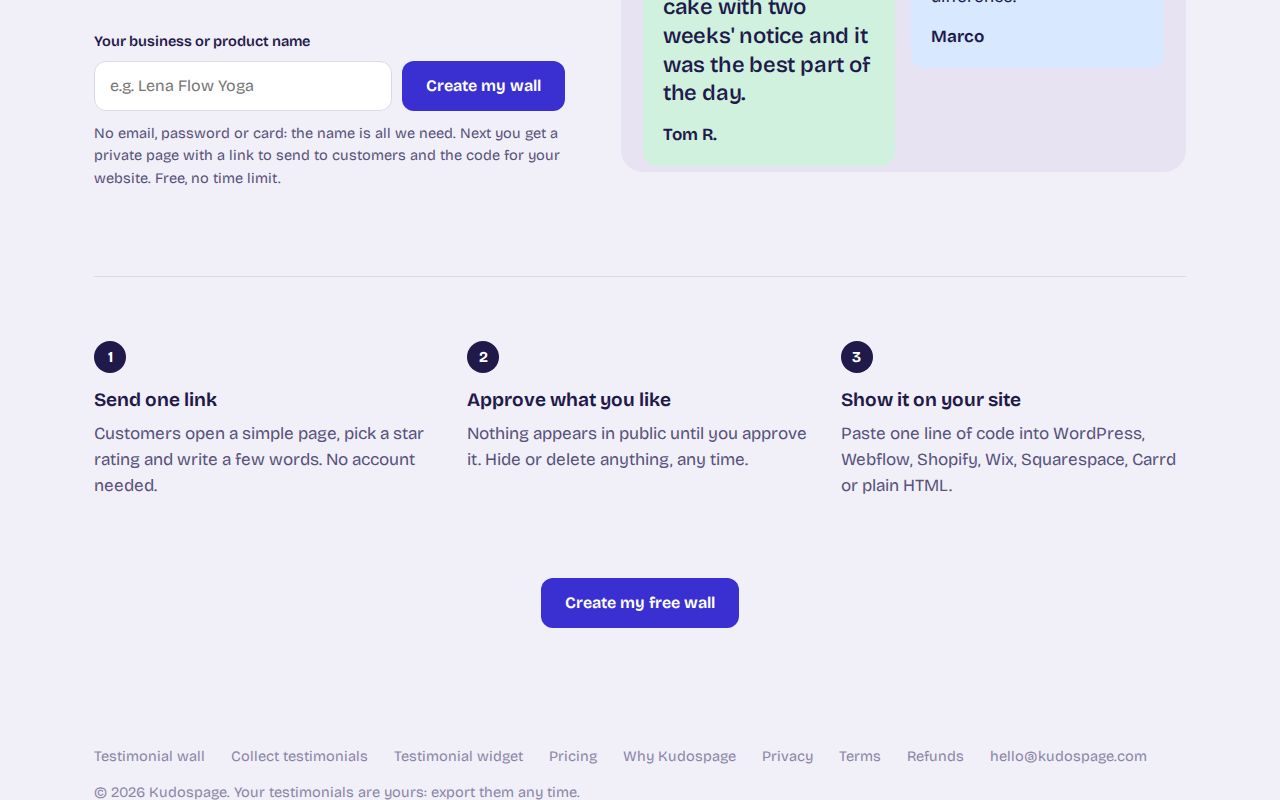 cake with two
weeks' notice and it
was the best part of
the day.
Tom R.
Marco
Your business or product name
e.g. Lena Flow Yoga
Create my wall
No email, password or card: the name is all we need. Next you get a
private page with a link to send to customers and the code for your
website. Free, no time limit.
1
Send one link
Customers open a simple page, pick a star
rating and write a few words. No account
needed.
2
Approve what you like
Nothing appears in public until you approve
it. Hide or delete anything, any time.
3
Show it on your site
Paste one line of code into WordPress,
Webflow, Shopify, Wix, Squarespace, Carrd
or plain HTML.
Create my free wall
Testimonial wall Collect testimonials Testimonial widget Pricing Why Kudospage Privacy Terms Refunds hello@kudospage.com
© 2026 Kudospage. Your testimonials are yours: export them any time.